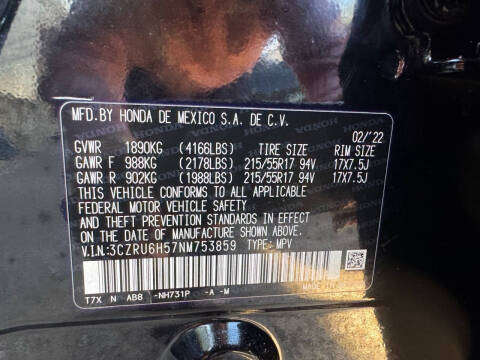 MFD.BY HONDA DE MEXICO S.A. DE C.V.
02/'22
GVWR 1890KG (4166LBS) TIRE SIZE RIM SIZE
GAWR F 988KG (2178LBS) 215/55R17 94V 17X7.5J
GAWR R 902KG (1988LBS) 215/55R17 94V 17X7.5J
THIS VEHICLE CONFORMS TO ALL APPLICABLE
FEDERAL MOTOR VEHICLE SAFETY
AND THEFT PREVENTION STANDARDS IN EFFECT
ON THE DATE OF MANUFACTURE SHOWN ABOVE.
V.I.N.:3CZRU6H57NM753859 TYPE: MPV
T7X N ABB -NH731P -A -M